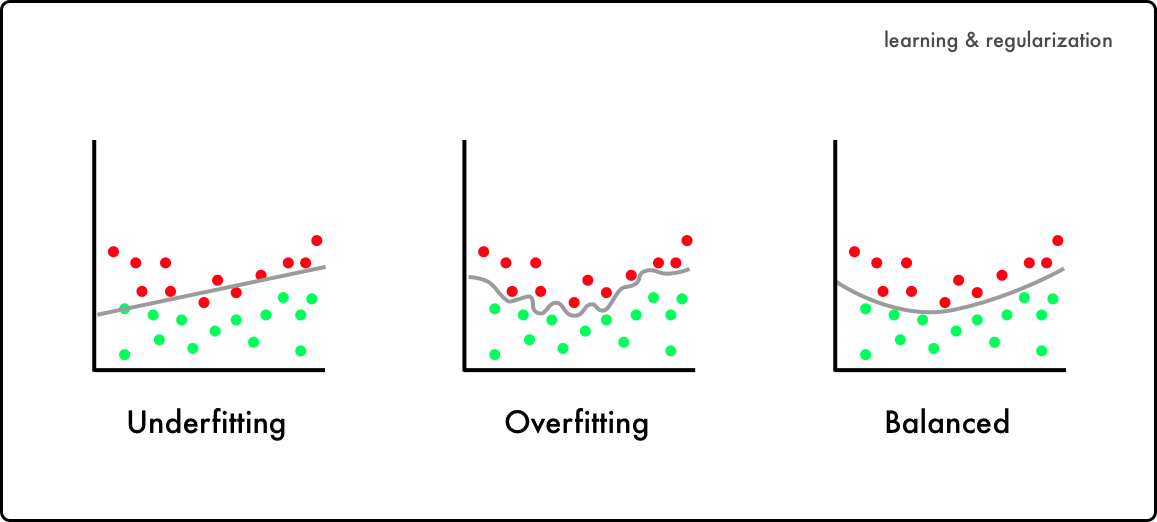 learning & regularization
Underfitting
Overfitting
Balanced